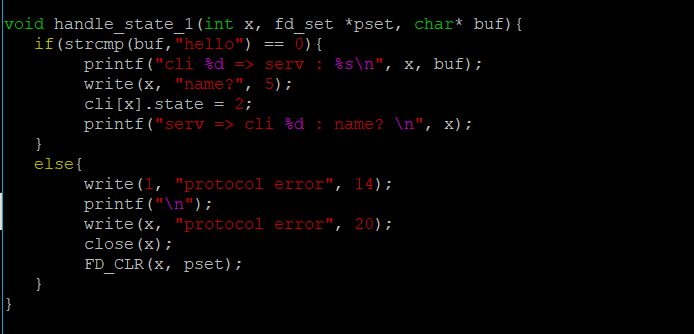 void handle_state_1(int x, fd_set *pset, char* buf){
if(strcmp(buf,"hello") == 0){
printf("cli %d => serv : %s\n", x, buf);
write(x, "name?", 5);
cli[x].state = 2;
printf("serv => cli %d : name? \n", x);
}
else{
write(1, "protocol error", 14);
printf("\n");
write(x, "protocol error", 20);
close(x);
FD_CLR(x, pset);
}
}